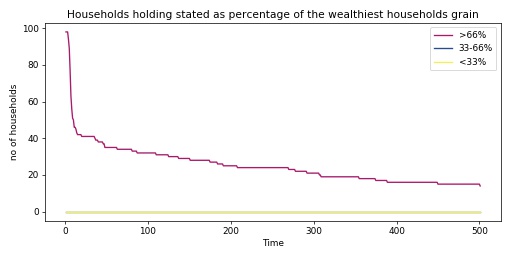 Households holding stated as percentage of the wealthiest households grain
>66%
33-66%
<33%
no of households
100
80
60
40
20
0
0 100 200 300 400 500
Time